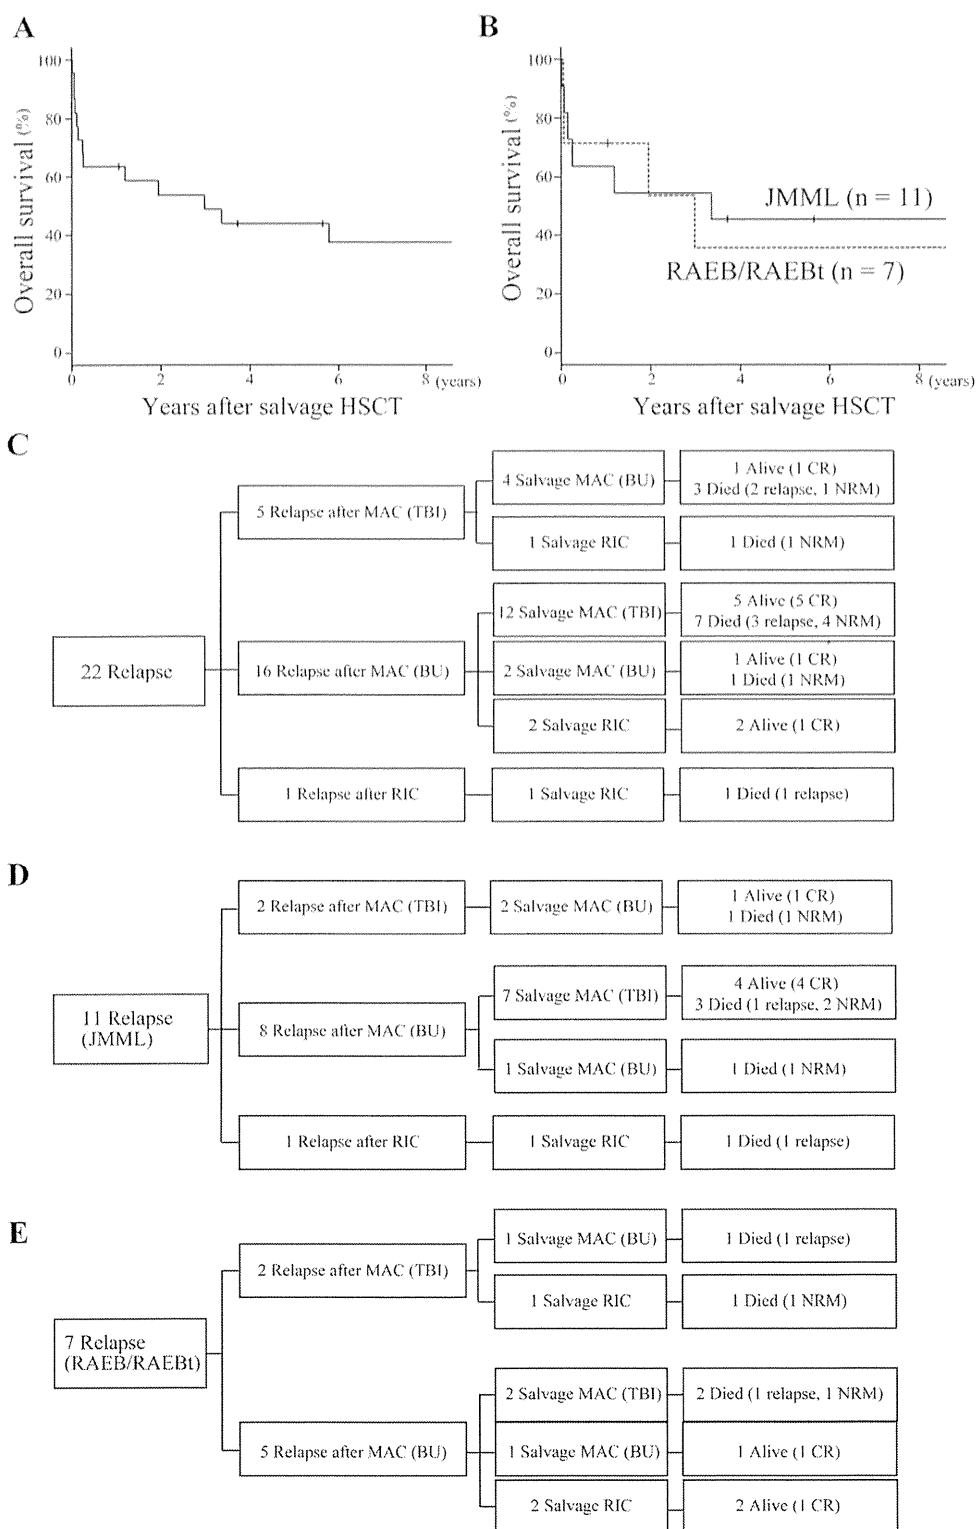 A
Overall survival (%)
100
80
60
40
20
0
0 2 4 6 8 (years)
Years after salvage HSCT
B
Overall survival (%)
100
80
60
40
20
0
JMML (n = 11)
RAEB/RAEBt (n = 7)
0 2 4 6 8 (years)
Years after salvage HSCT
C
22 Relapse
5 Relapse after MAC (TBI)
4 Salvage MAC (BU)
1 Alive (1 CR)
3 Died (2 relapse, 1 NRM)
1 Salvage RIC
1 Died (1 NRM)
16 Relapse after MAC (BU)
12 Salvage MAC (TBI)
5 Alive (5 CR)
7 Died (3 relapse, 4 NRM)
2 Salvage MAC (BU)
1 Alive (1 CR)
1 Died (1 NRM)
2 Salvage RIC
2 Alive (1 CR)
1 Relapse after RIC
1 Salvage RIC
1 Died (1 relapse)
D
11 Relapse
(JMML)
2 Relapse after MAC (TBI)
2 Salvage MAC (BU)
1 Alive (1 CR)
1 Died (1 NRM)
8 Relapse after MAC (BU)
7 Salvage MAC (TBI)
4 Alive (4 CR)
3 Died (1 relapse, 2 NRM)
1 Salvage MAC (BU)
1 Died (1 NRM)
1 Relapse after RIC
1 Salvage RIC
1 Died (1 relapse)
E
7 Relapse
(RAEB/RAEBt)
2 Relapse after MAC (TBI)
1 Salvage MAC (BU)
1 Died (1 relapse)
1 Salvage RIC
1 Died (1 NRM)
5 Relapse after MAC (BU)
2 Salvage MAC (TBI)
2 Died (1 relapse, 1 NRM)
1 Salvage MAC (BU)
1 Alive (1 CR)
2 Salvage RIC
2 Alive (1 CR)